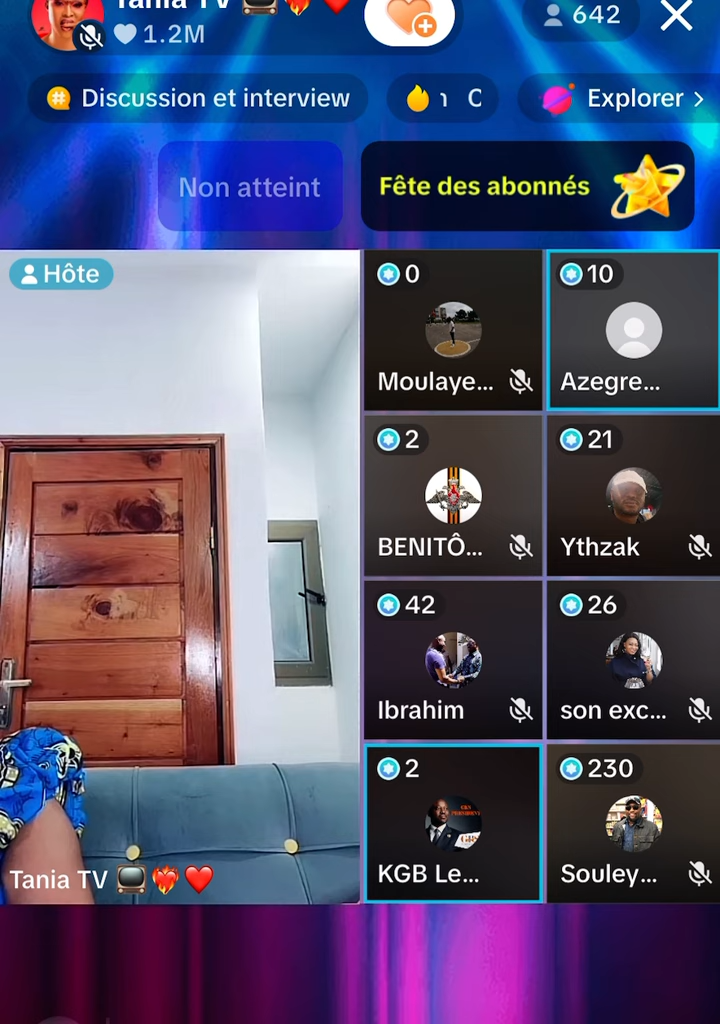 Tania TV 📺❤️‍🔥❤️
1.2M
642
Discussion et interview
Explorer >
Non atteint
Fête des abonnés
Hôte
0
Moulaye...
10
Azegre...
2
BENITÔ...
21
Ythzak
42
Ibrahim
26
son exc...
2
KGB Le...
230
Souley...
Tania TV 📺❤️‍🔥❤️